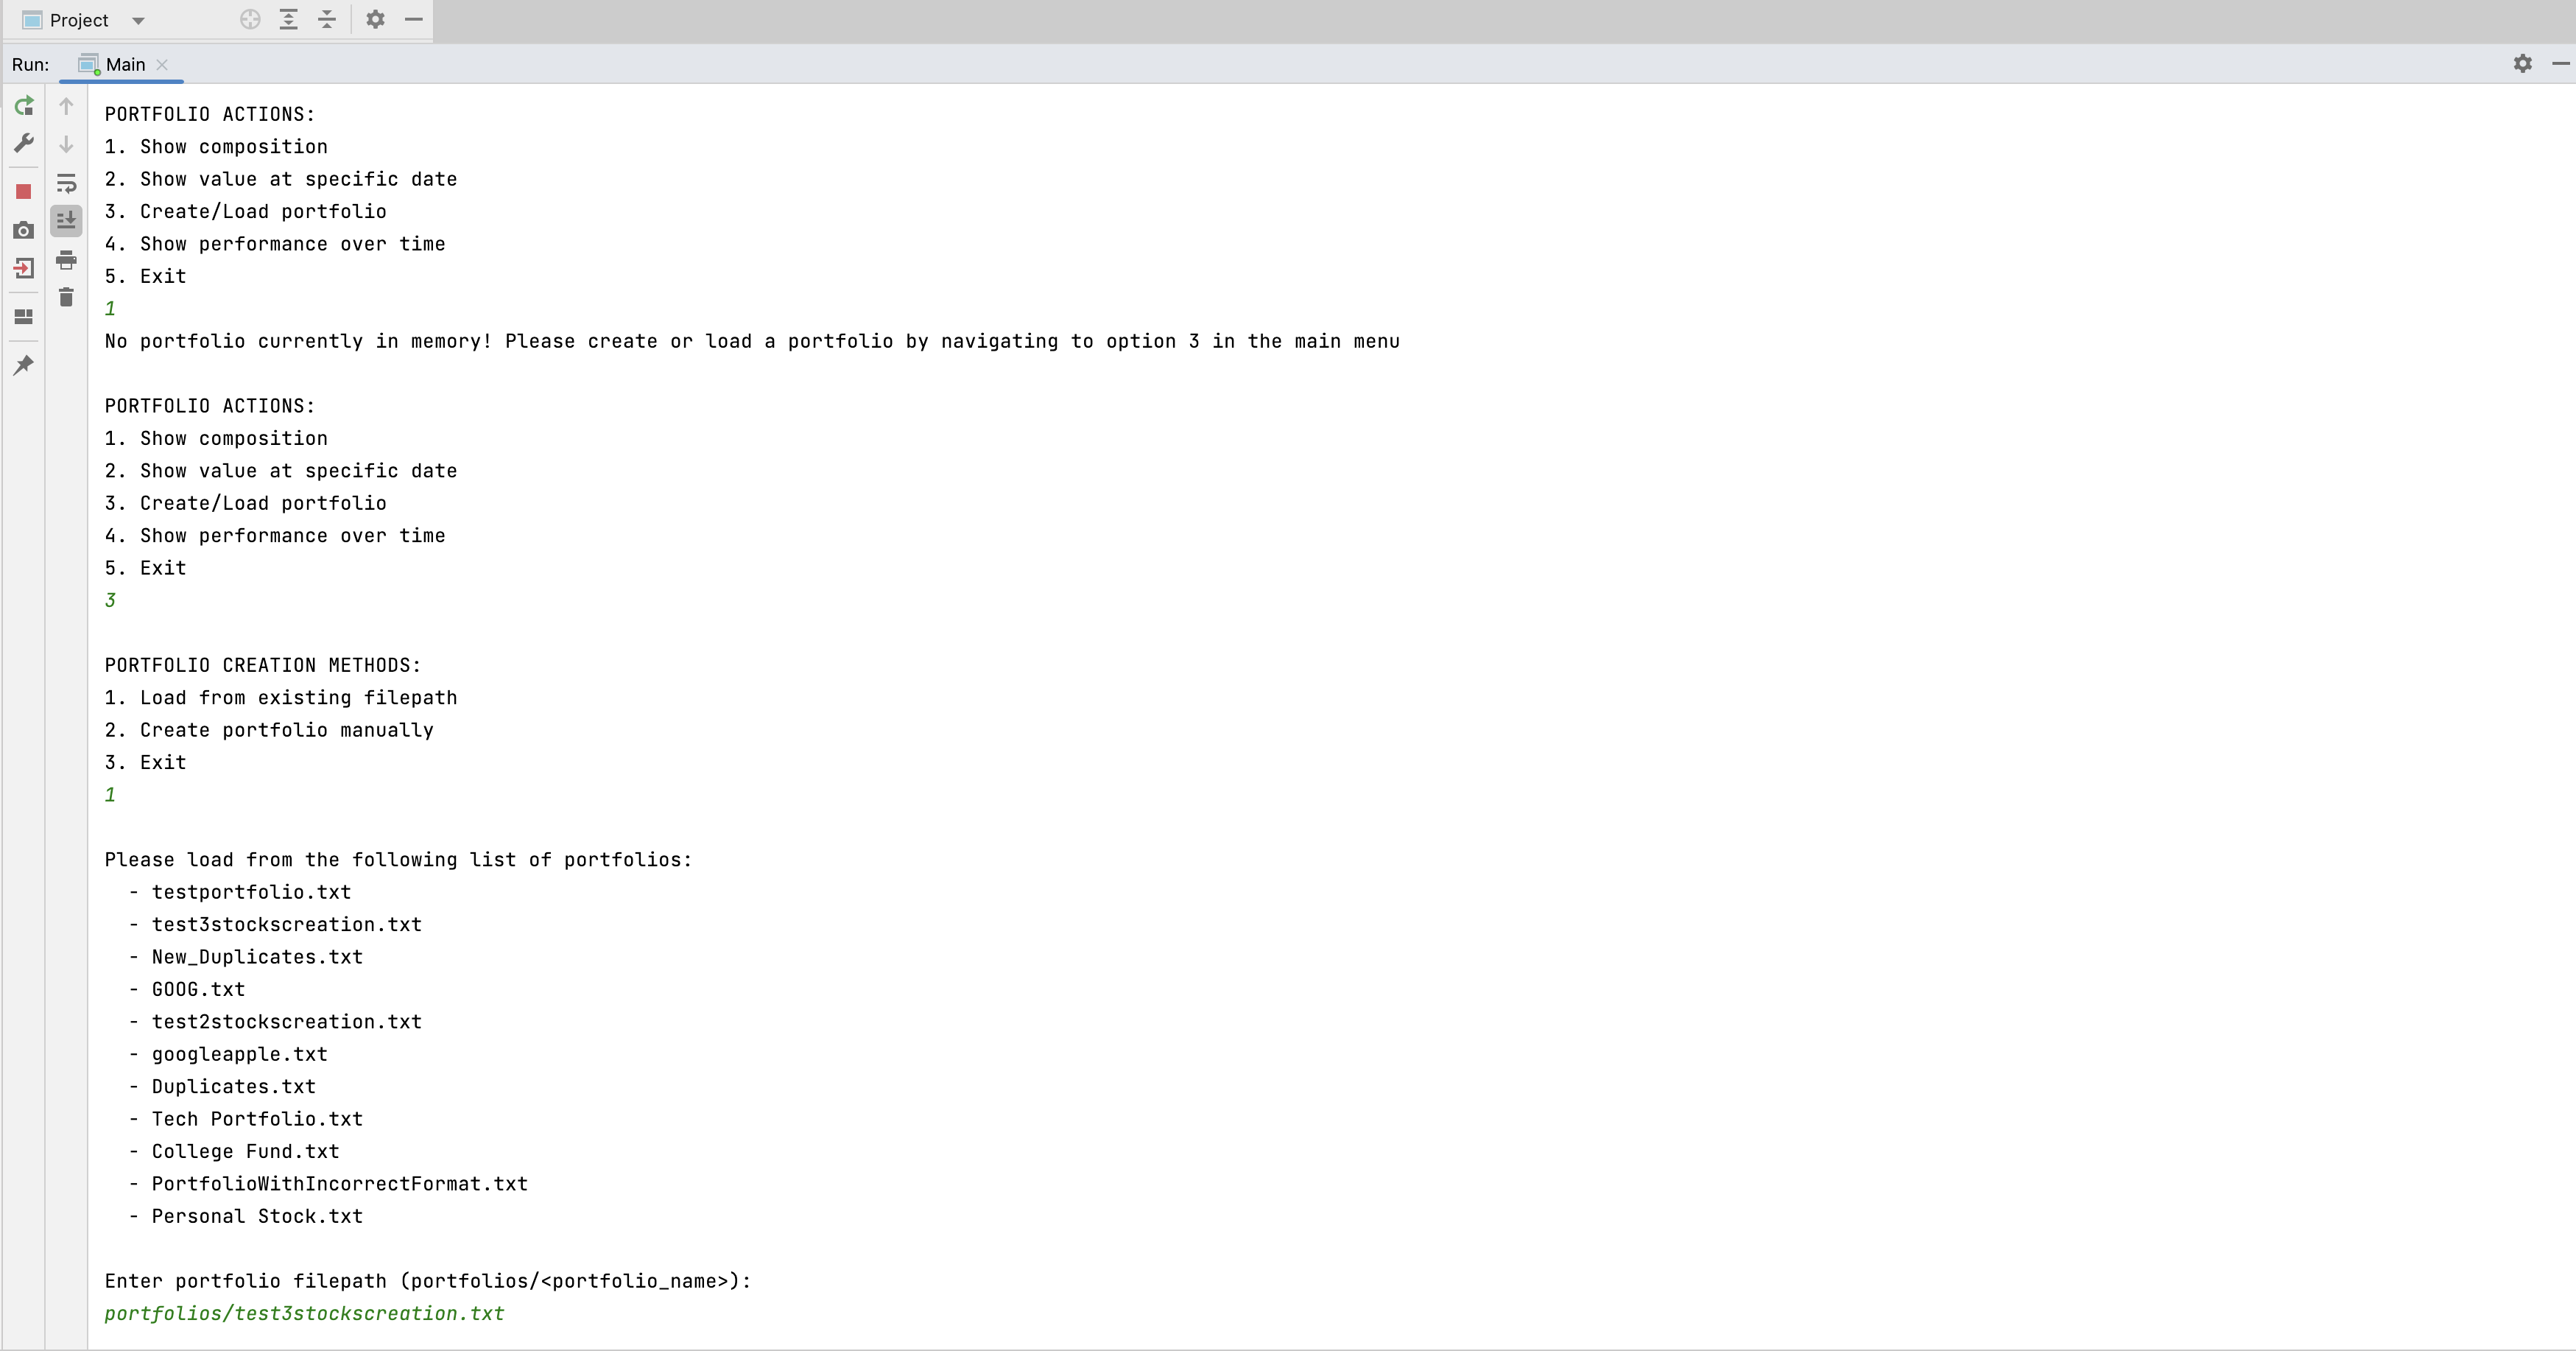 Project
Run: Main
PORTFOLIO ACTIONS:
1. Show composition
2. Show value at specific date
3. Create/Load portfolio
4. Show performance over time
5. Exit
1
No portfolio currently in memory! Please create or load a portfolio by navigating to option 3 in the main menu
PORTFOLIO ACTIONS:
1. Show composition
2. Show value at specific date
3. Create/Load portfolio
4. Show performance over time
5. Exit
3
PORTFOLIO CREATION METHODS:
1. Load from existing filepath
2. Create portfolio manually
3. Exit
1
Please load from the following list of portfolios:
- testportfolio.txt
- test3stockscreation.txt
- New_Duplicates.txt
- GOOG.txt
- test2stockscreation.txt
- googleapple.txt
- Duplicates.txt
- Tech Portfolio.txt
- College Fund.txt
- PortfolioWithIncorrectFormat.txt
- Personal Stock.txt
Enter portfolio filepath (portfolios/<portfolio_name>):
portfolios/test3stockscreation.txt